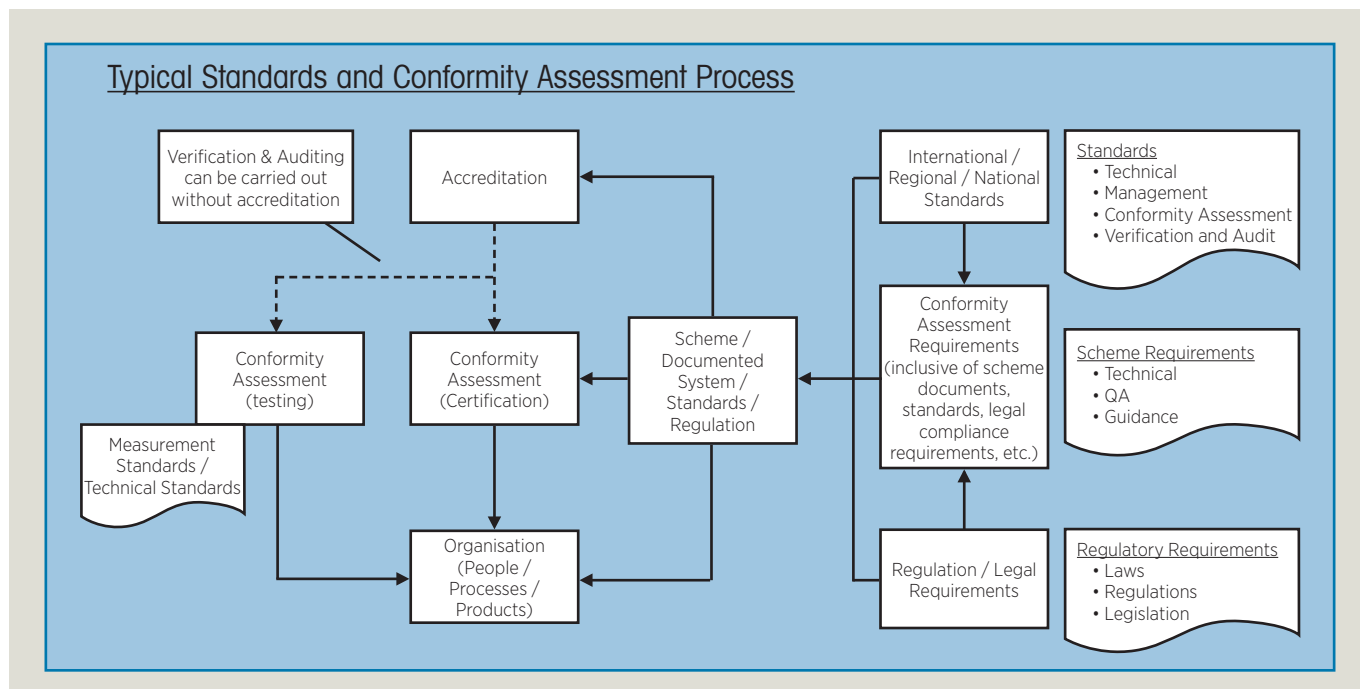 Typical Standards and Conformity Assessment Process
Verification & Auditing
can be carried out
without accreditation
Accreditation
International /
Regional / National
Standards
Standards
• Technical
• Management
• Conformity Assessment
• Verification and Audit
Conformity
Assessment
(testing)
Conformity
Assessment
(Certification)
Scheme /
Documented
System /
Standards /
Regulation
Conformity
Assessment
Requirements
(inclusive of scheme
documents,
standards, legal
compliance
requirements, etc.)
Scheme Requirements
• Technical
• QA
• Guidance
Measurement
Standards /
Technical Standards
Organisation
(People /
Processes /
Products)
Regulation / Legal
Requirements
Regulatory Requirements
• Laws
• Regulations
• Legislation